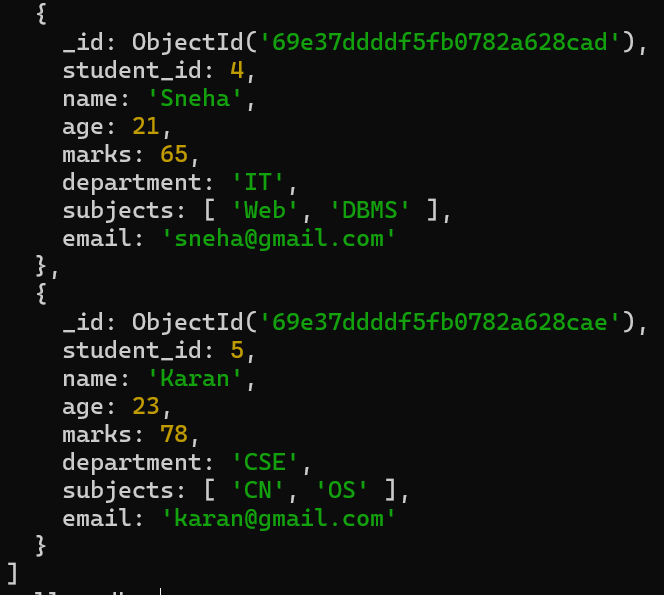 {
_id: ObjectId('69e37ddddf5fb0782a628cad'),
student_id: 4,
name: 'Sneha',
age: 21,
marks: 65,
department: 'IT',
subjects: [ 'Web', 'DBMS' ],
email: 'sneha@gmail.com'
},
{
_id: ObjectId('69e37ddddf5fb0782a628cae'),
student_id: 5,
name: 'Karan',
age: 23,
marks: 78,
department: 'CSE',
subjects: [ 'CN', 'OS' ],
email: 'karan@gmail.com'
}
]